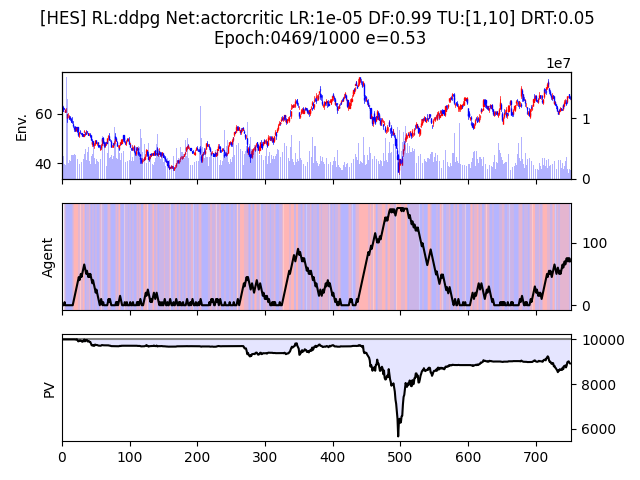 [HES] RL:ddpg Net:actorcritic LR:1e-05 DF:0.99 TU:[1,10] DRT:0.05
Epoch:0469/1000 e=0.53
1e7
Env.
60
40
1
0
Agent
100
0
PV
10000
8000
6000
0 100 200 300 400 500 600 700